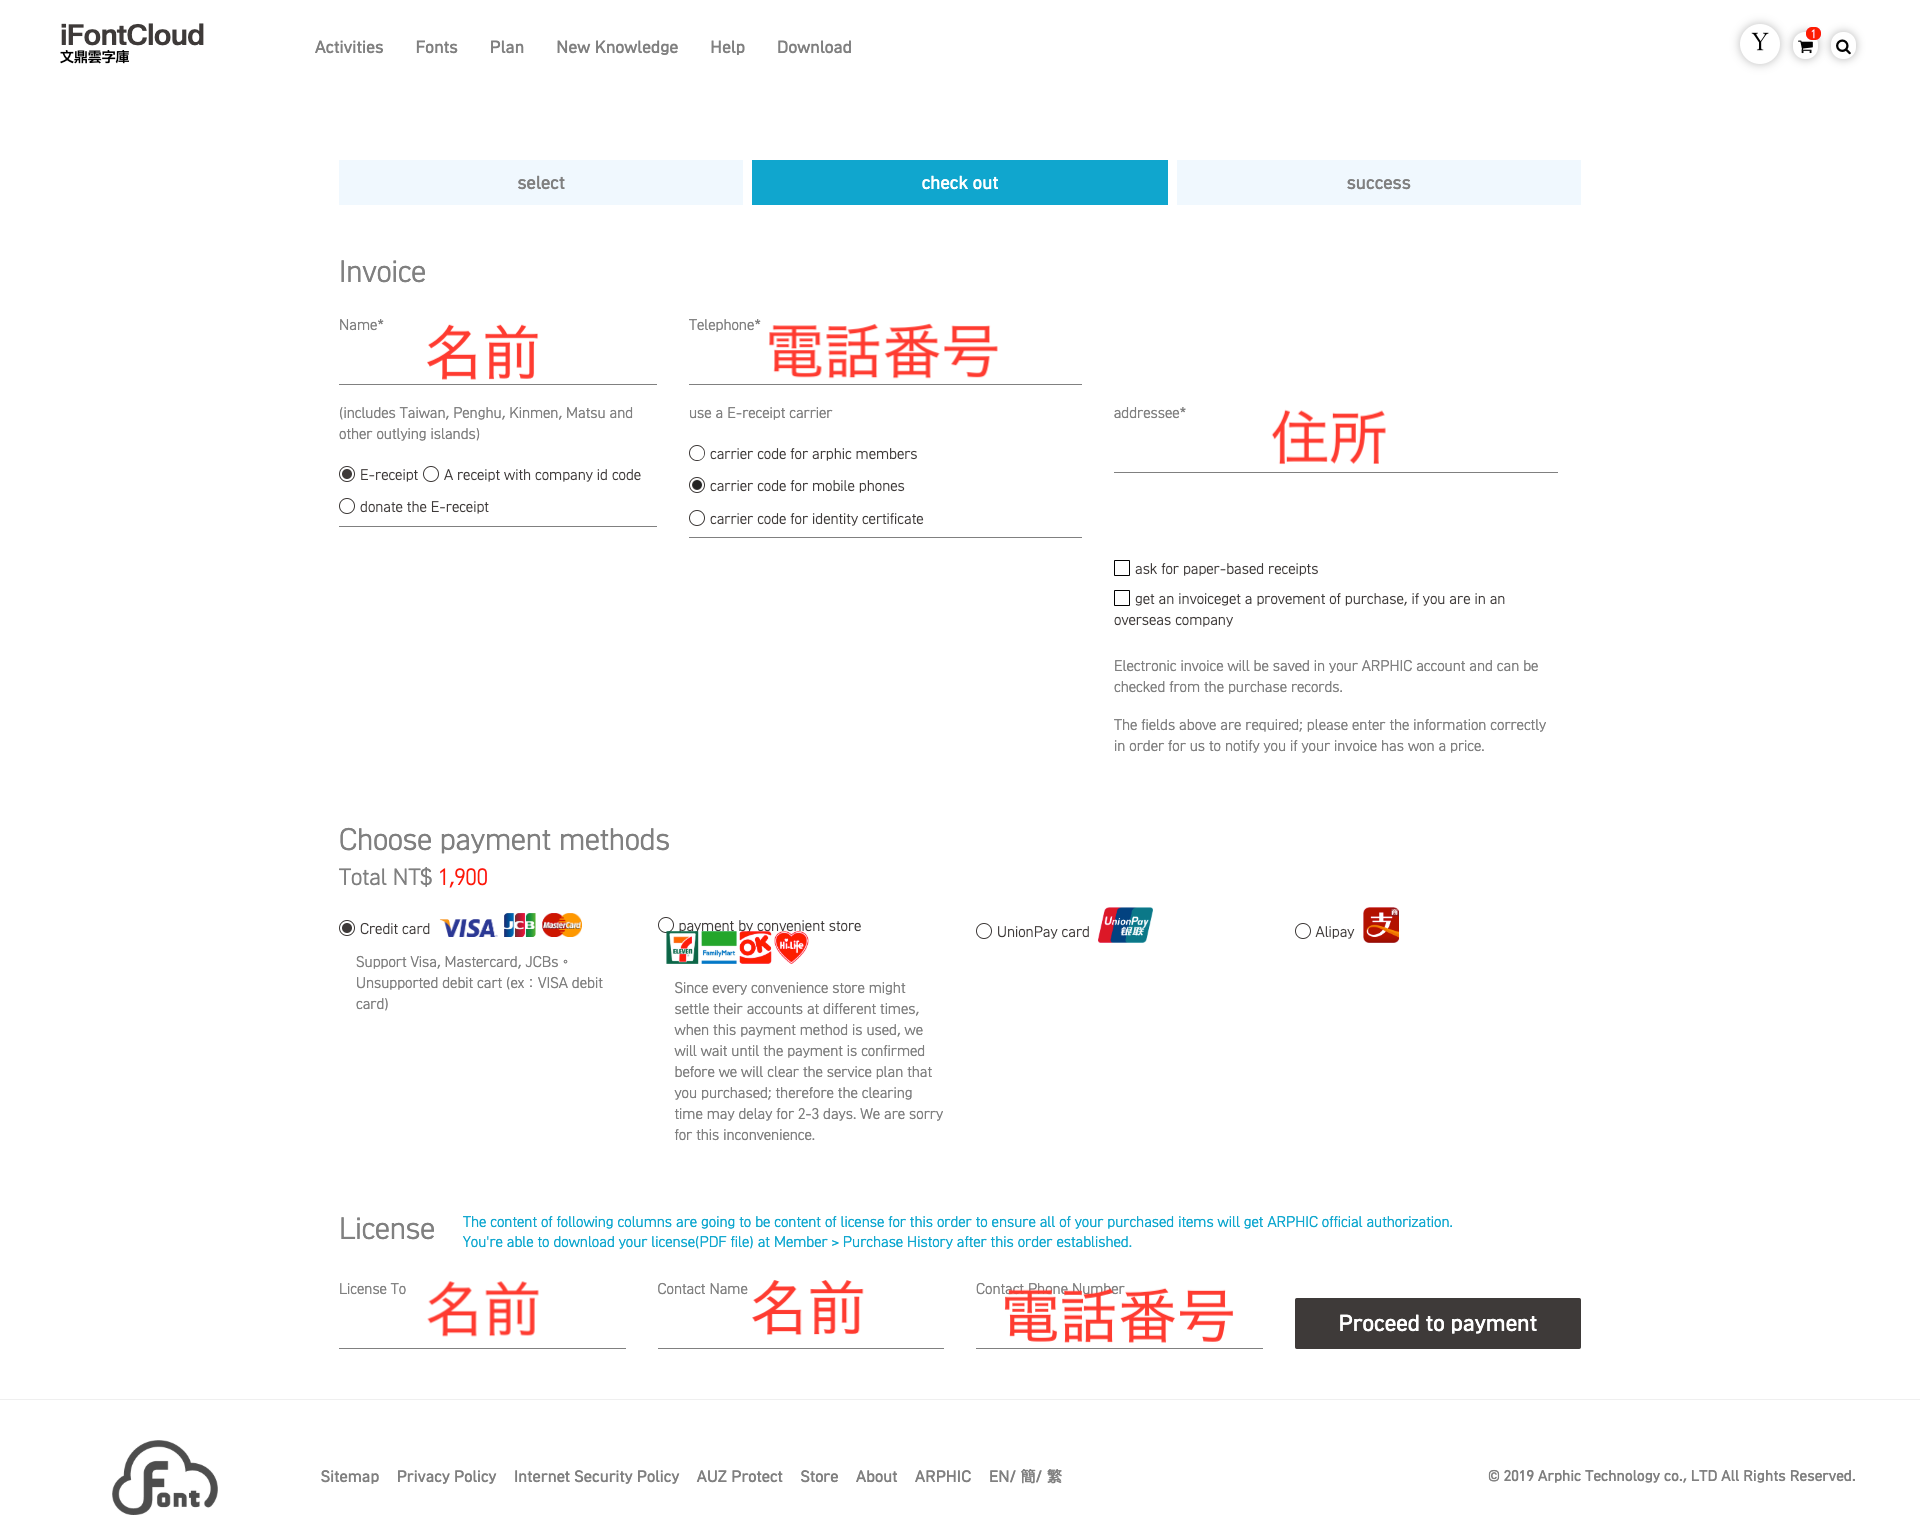 iFontCloud
文鼎雲字庫
Activities Fonts Plan New Knowledge Help Download
Y
1
select check out success
Invoice
Name* 名前
Telephone* 電話番号
(includes Taiwan, Penghu, Kinmen, Matsu and
other outlying islands)
E-receipt A receipt with company id code
donate the E-receipt
use a E-receipt carrier
carrier code for arphic members
carrier code for mobile phones
carrier code for identity certificate
addressee* 住所
ask for paper-based receipts
get an invoiceget a provement of purchase, if you are in an
overseas company
Electronic invoice will be saved in your ARPHIC account and can be
checked from the purchase records.
The fields above are required; please enter the information correctly
in order for us to notify you if your invoice has won a price.
Choose payment methods
Total NT$ 1,900
Credit card VISA JCB MasterCard
Support Visa, Mastercard, JCBs。
Unsupported debit cart (ex：VISA debit
card)
payment by convenient store
7 ELEVEN FamilyMart OK Hi-Life
Since every convenience store might
settle their accounts at different times,
when this payment method is used, we
will wait until the payment is confirmed
before we will clear the service plan that
you purchased; therefore the clearing
time may delay for 2-3 days. We are sorry
for this inconvenience.
UnionPay card UnionPay 银联
Alipay 支
License
The content of following columns are going to be content of license for this order to ensure all of your purchased items will get ARPHIC official authorization.
You're able to download your license(PDF file) at Member > Purchase History after this order established.
License To 名前
Contact Name 名前
Contact Phone Number 電話番号
Proceed to payment
Font
Sitemap Privacy Policy Internet Security Policy AUZ Protect Store About ARPHIC EN/ 簡/ 繁
© 2019 Arphic Technology co., LTD All Rights Reserved.